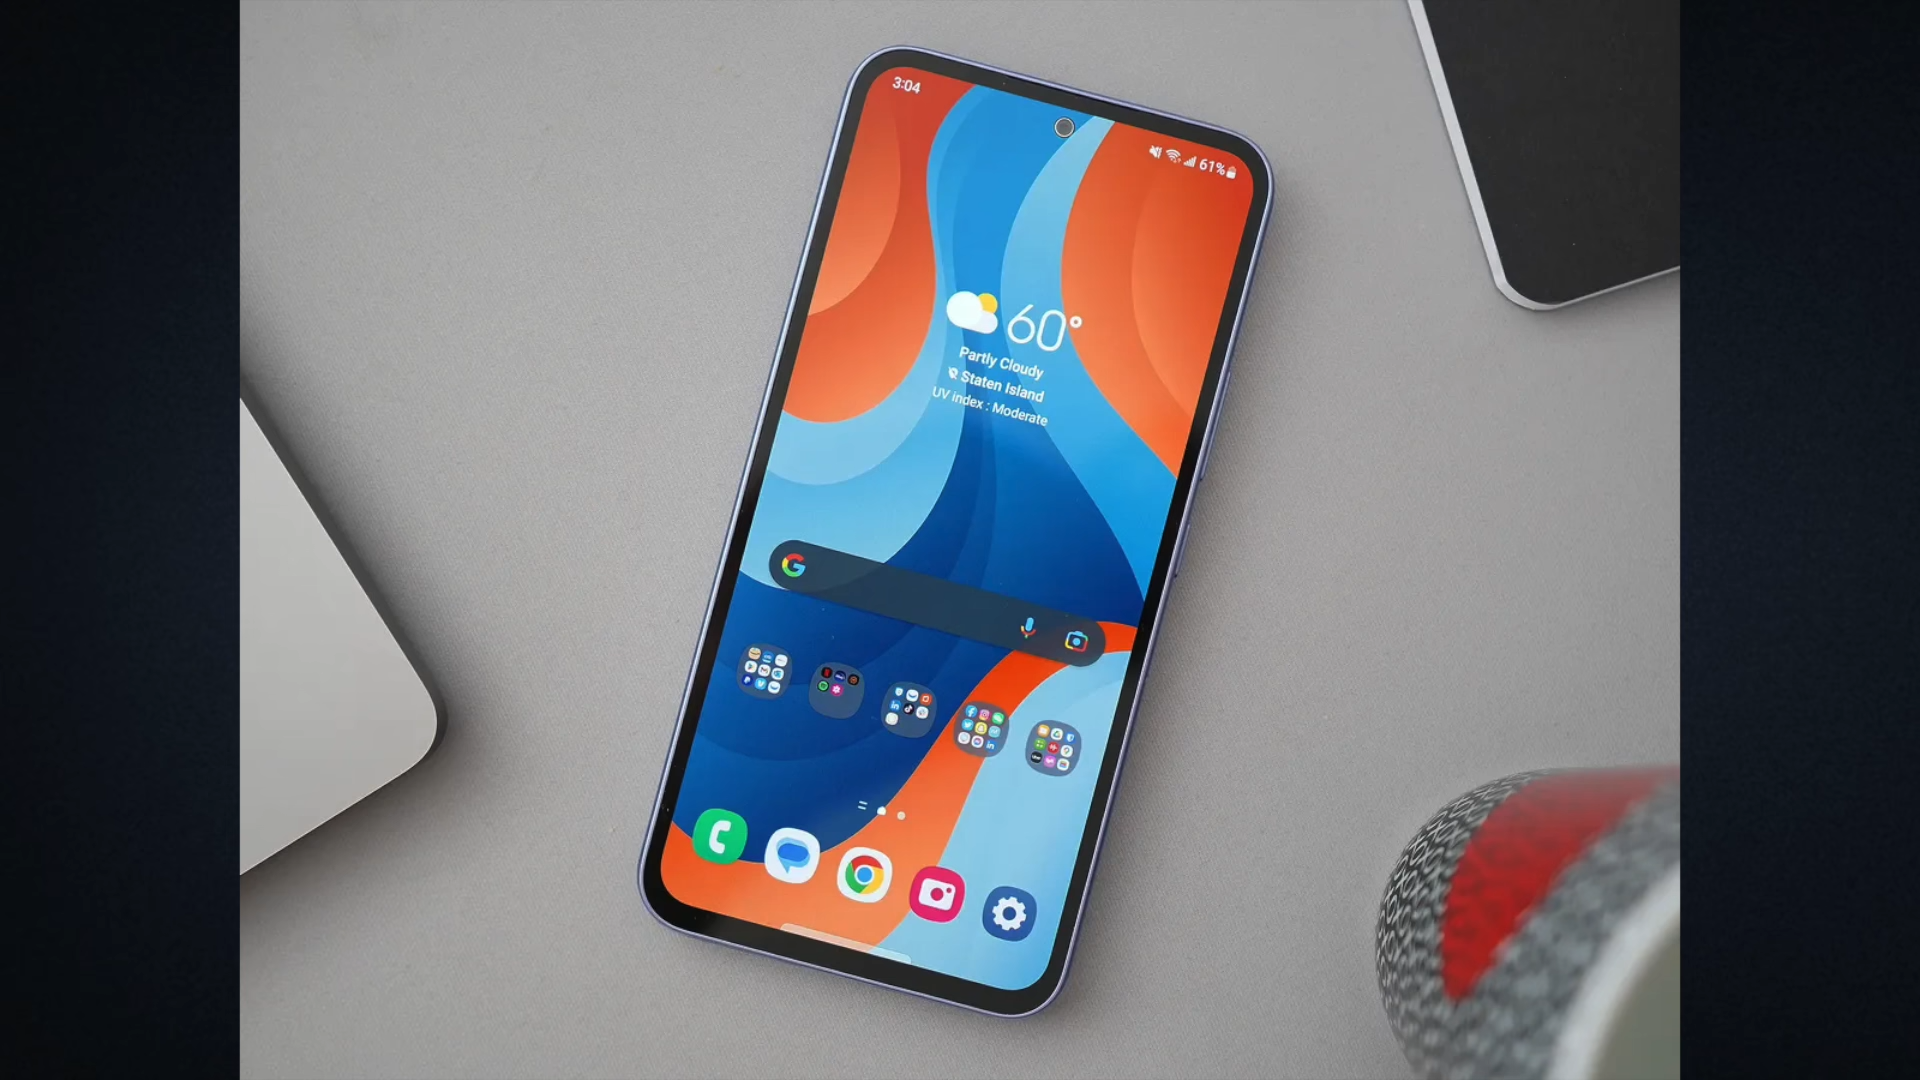 3:04
61%
60°
Partly Cloudy
Staten Island
UV index : Moderate